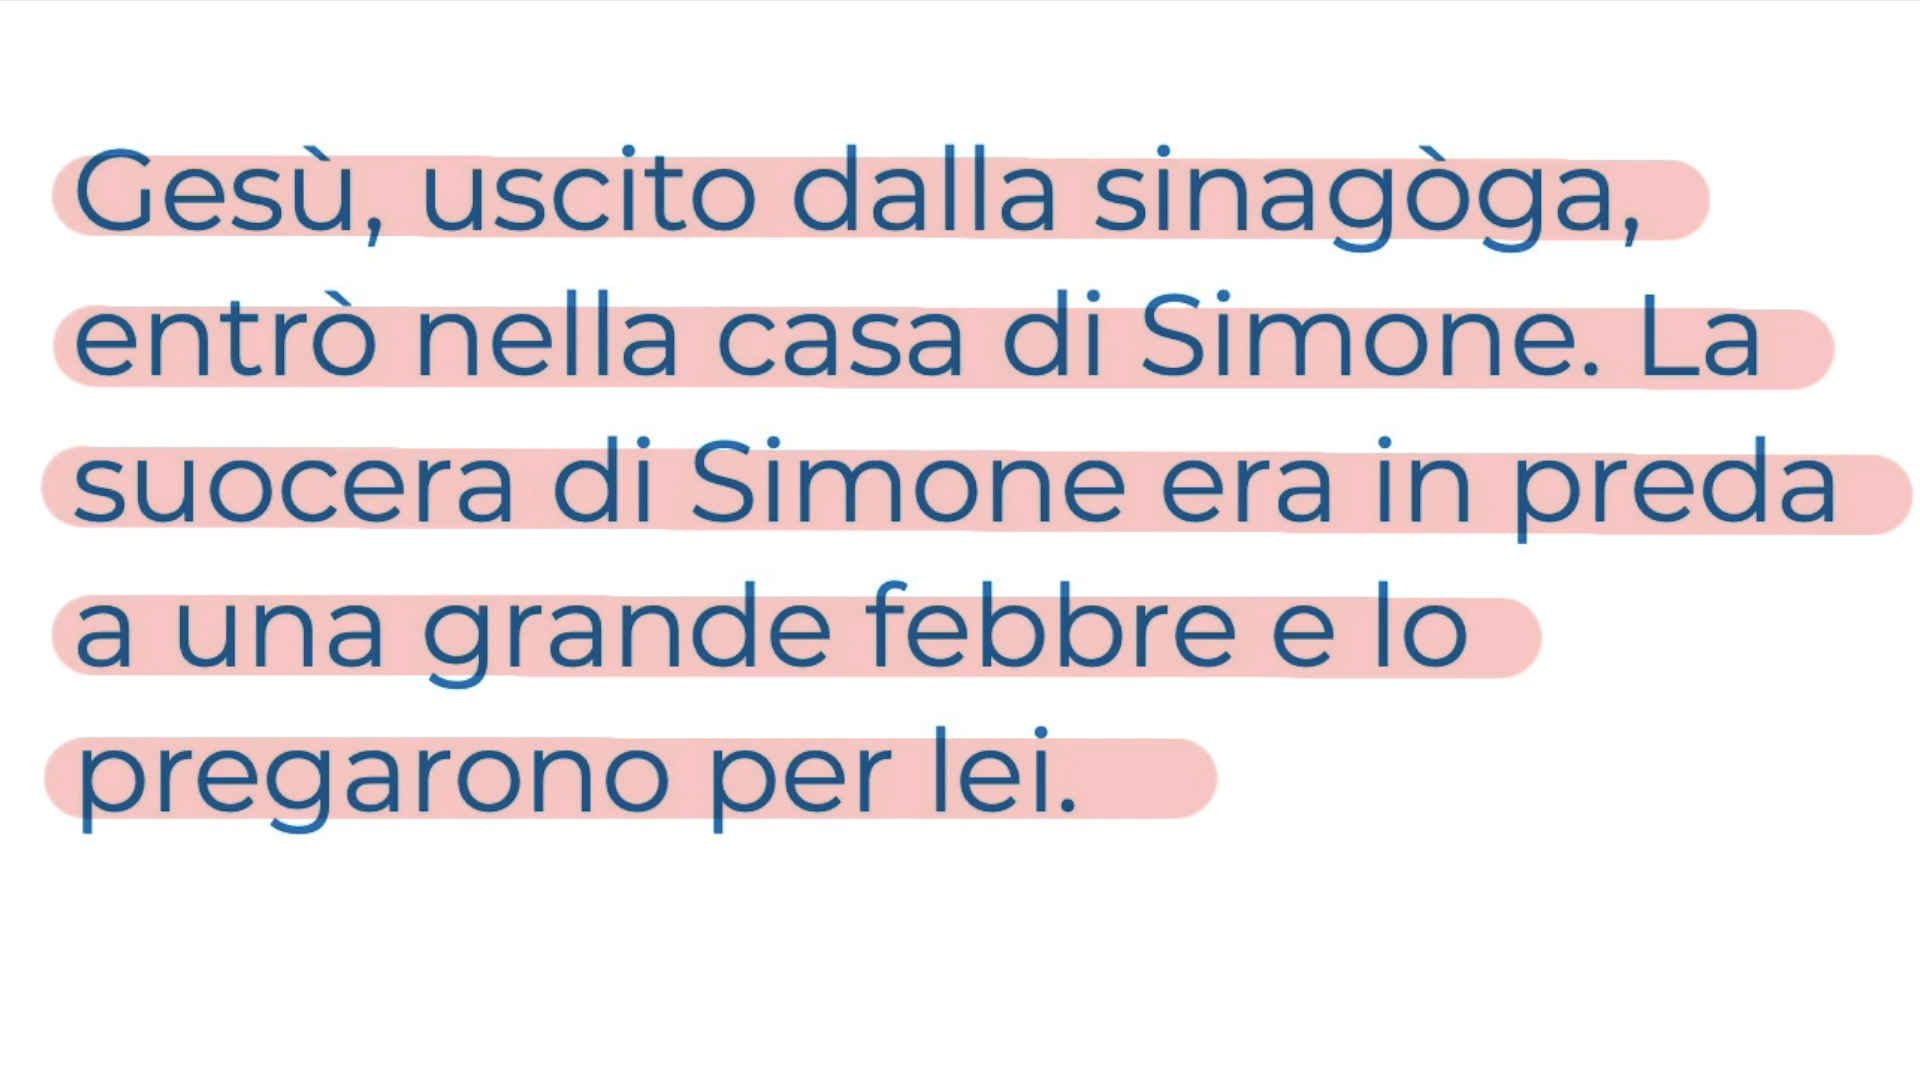 Gesù, uscito dalla sinagòga,
entrò nella casa di Simone. La
suocera di Simone era in preda
a una grande febbre e lo
pregarono per lei.